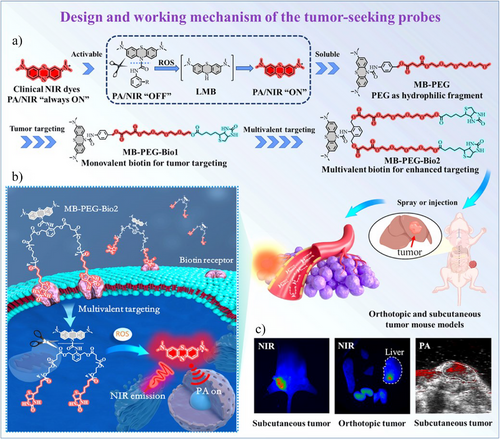 Design and working mechanism of the tumor-seeking probes
a)
Activable
ROS
Soluble
Clinical NIR dyes
PA/NIR “always ON”
PA/NIR “OFF”
LMB
PA/NIR “ON”
MB-PEG
PEG as hydrophilic fragment
Tumor targeting
Multivalent targeting
MB-PEG-Bio1
Monovalent biotin for tumor targeting
MB-PEG-Bio2
Multivalent biotin for enhanced targeting
b)
MB-PEG-Bio2
Biotin receptor
Multivalent targeting
ROS
NIR emission
PA on
Spray or injection
tumor
Orthotopic and subcutaneous
tumor mouse models
c)
NIR
NIR
Liver
PA
Subcutaneous tumor
Orthotopic tumor
Subcutaneous tumor